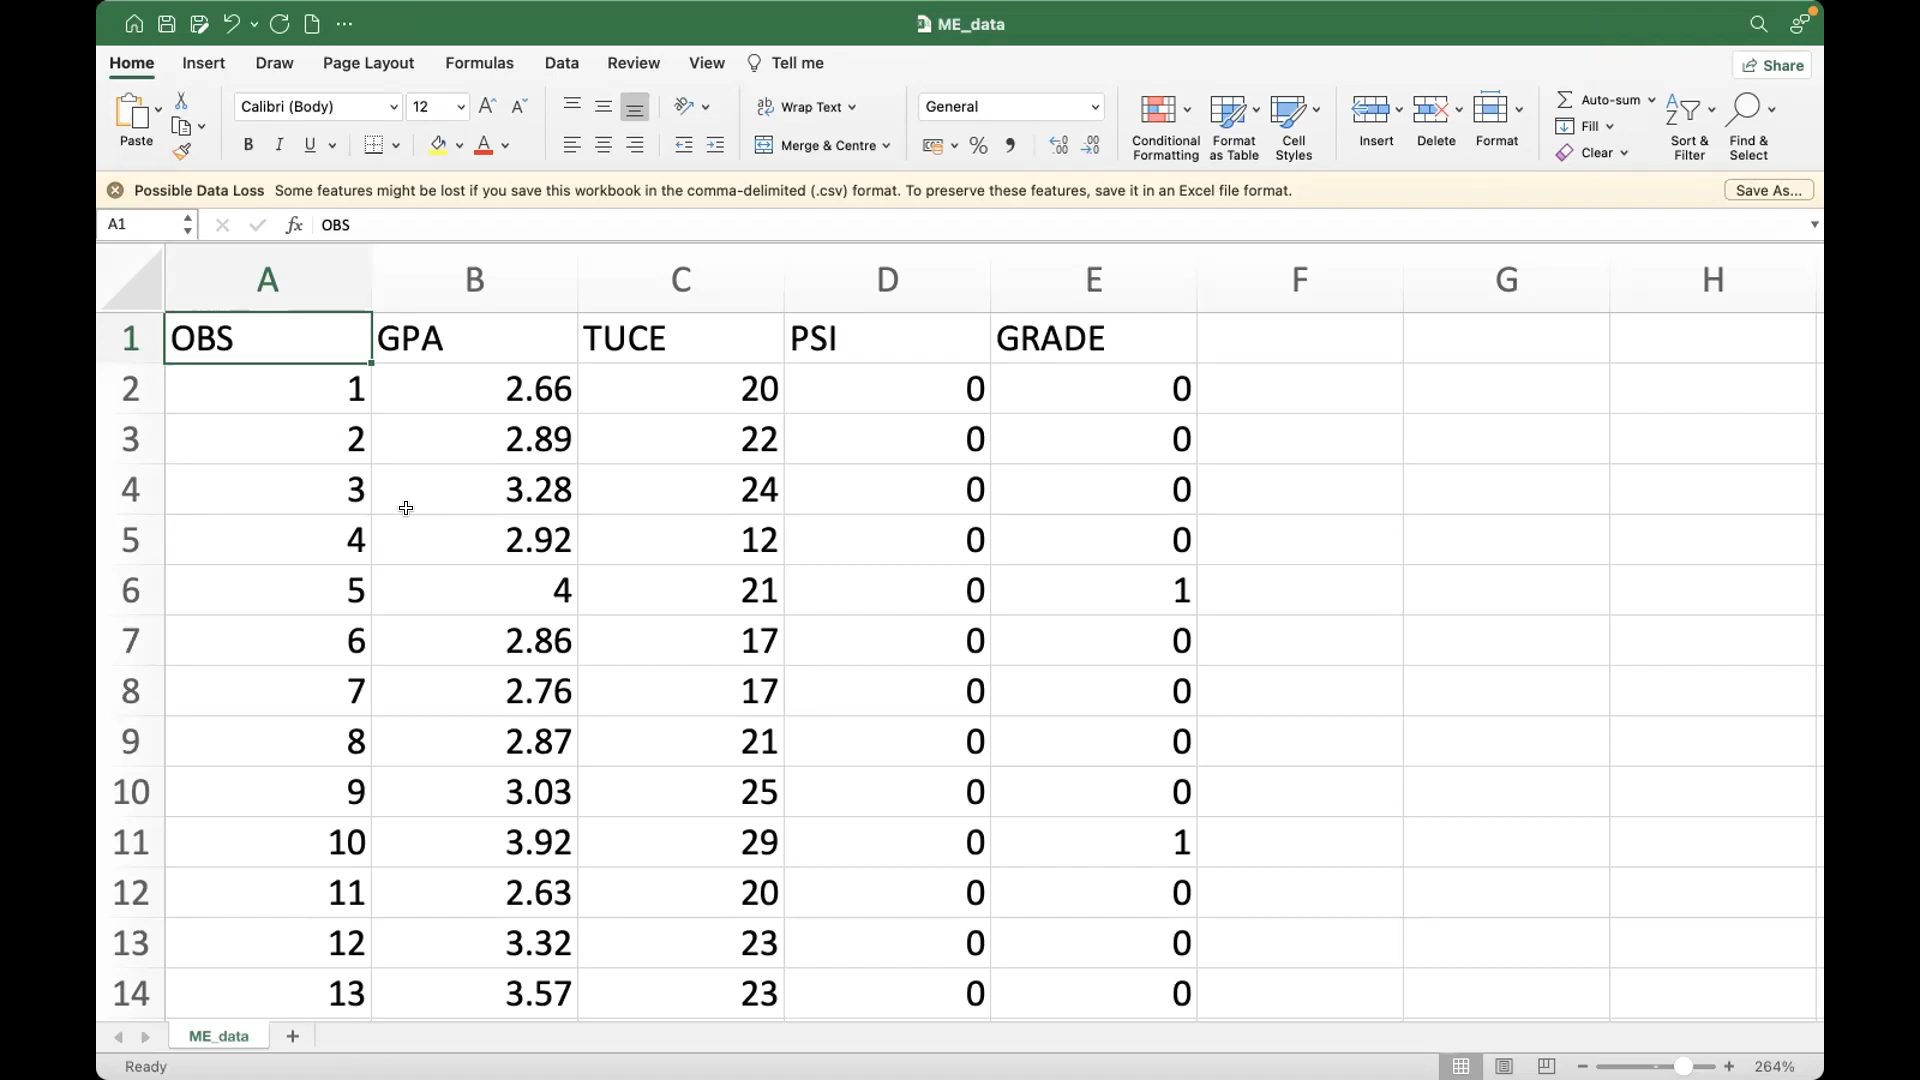 ME_data
Home Insert Draw Page Layout Formulas Data Review View Tell me Share
Paste Calibri (Body) 12 Wrap Text General Auto-sum
B I U Merge & Centre % Conditional Formatting Format as Table Cell Styles Insert Delete Format Fill Clear Sort & Filter Find & Select
Possible Data Loss Some features might be lost if you save this workbook in the comma-delimited (.csv) format. To preserve these features, save it in an Excel file format. Save As...
A1 fx OBS
A B C D E F G H
1 OBS GPA TUCE PSI GRADE
2 1 2.66 20 0 0
3 2 2.89 22 0 0
4 3 3.28 24 0 0
5 4 2.92 12 0 0
6 5 4 21 0 1
7 6 2.86 17 0 0
8 7 2.76 17 0 0
9 8 2.87 21 0 0
10 9 3.03 25 0 0
11 10 3.92 29 0 1
12 11 2.63 20 0 0
13 12 3.32 23 0 0
14 13 3.57 23 0 0
ME_data +
Ready 264%